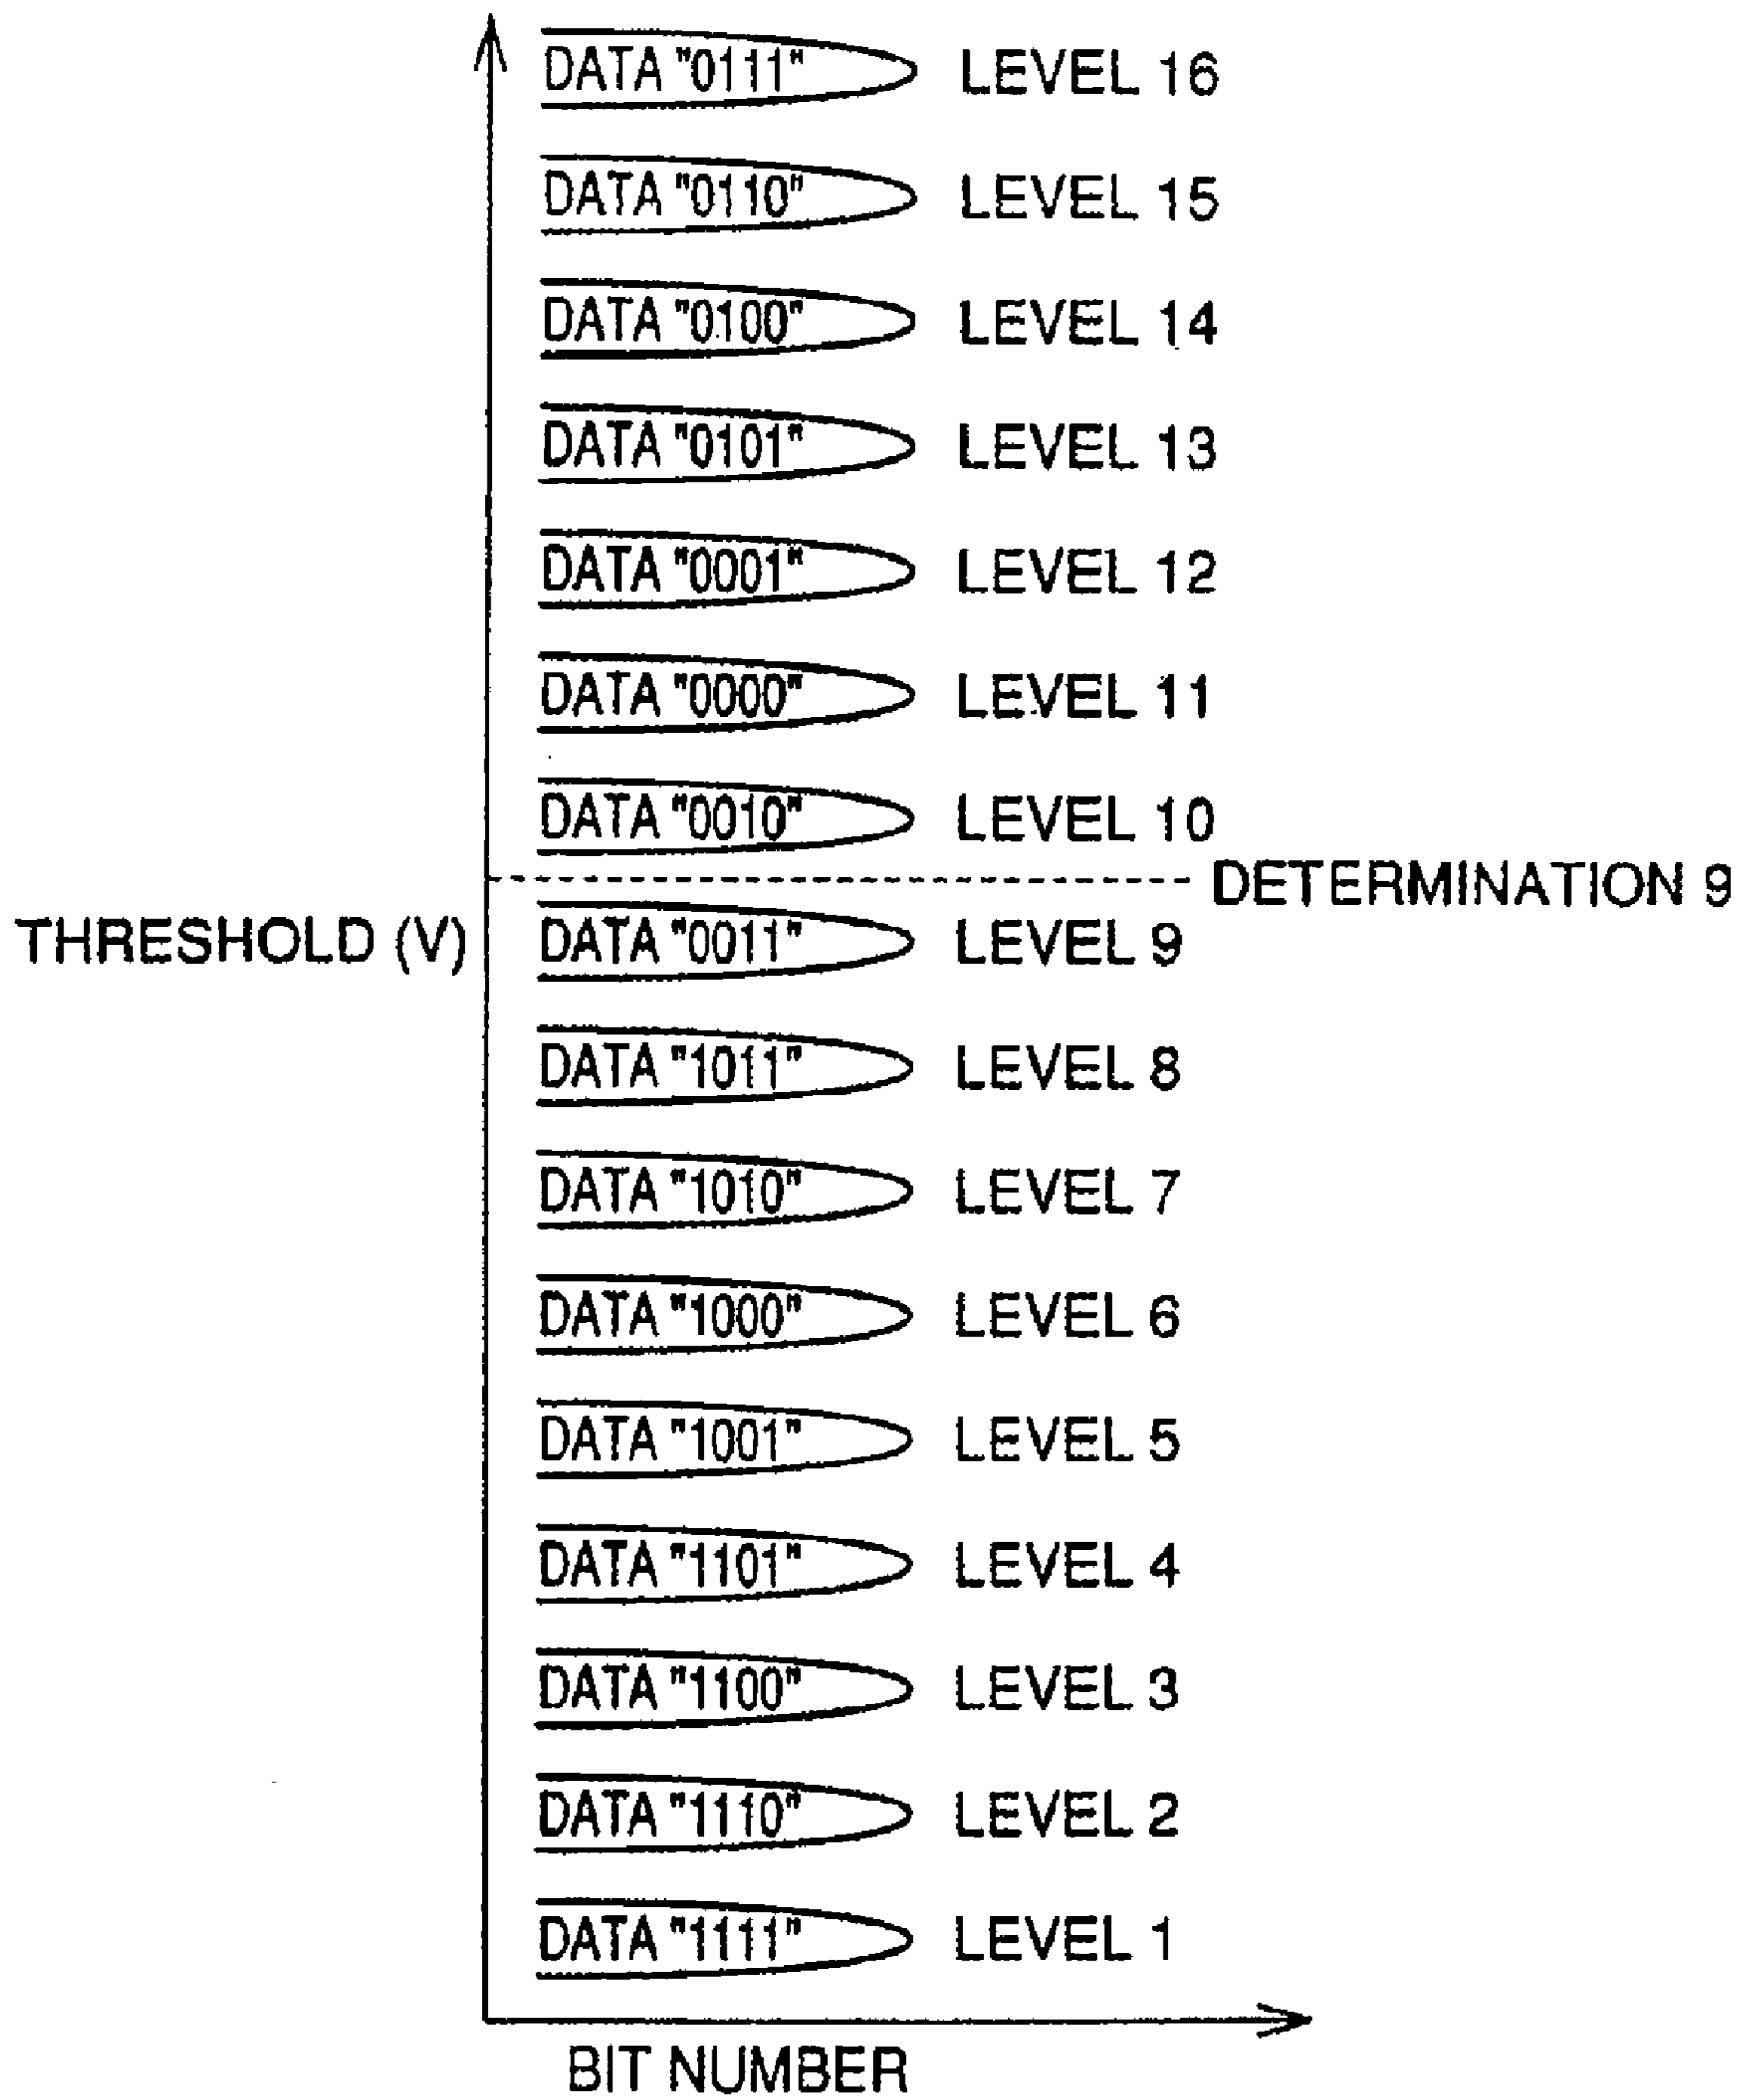 DATA "0111" LEVEL 16
DATA "0110" LEVEL 15
DATA "0100" LEVEL 14
DATA "0101" LEVEL 13
DATA "0001" LEVEL 12
DATA "0000" LEVEL 11
DATA "0010" LEVEL 10
DETERMINATION 9
THRESHOLD (V) DATA "0011" LEVEL 9
DATA "1011" LEVEL 8
DATA "1010" LEVEL 7
DATA "1000" LEVEL 6
DATA "1001" LEVEL 5
DATA "1101" LEVEL 4
DATA "1100" LEVEL 3
DATA "1110" LEVEL 2
DATA "1111" LEVEL 1
BIT NUMBER